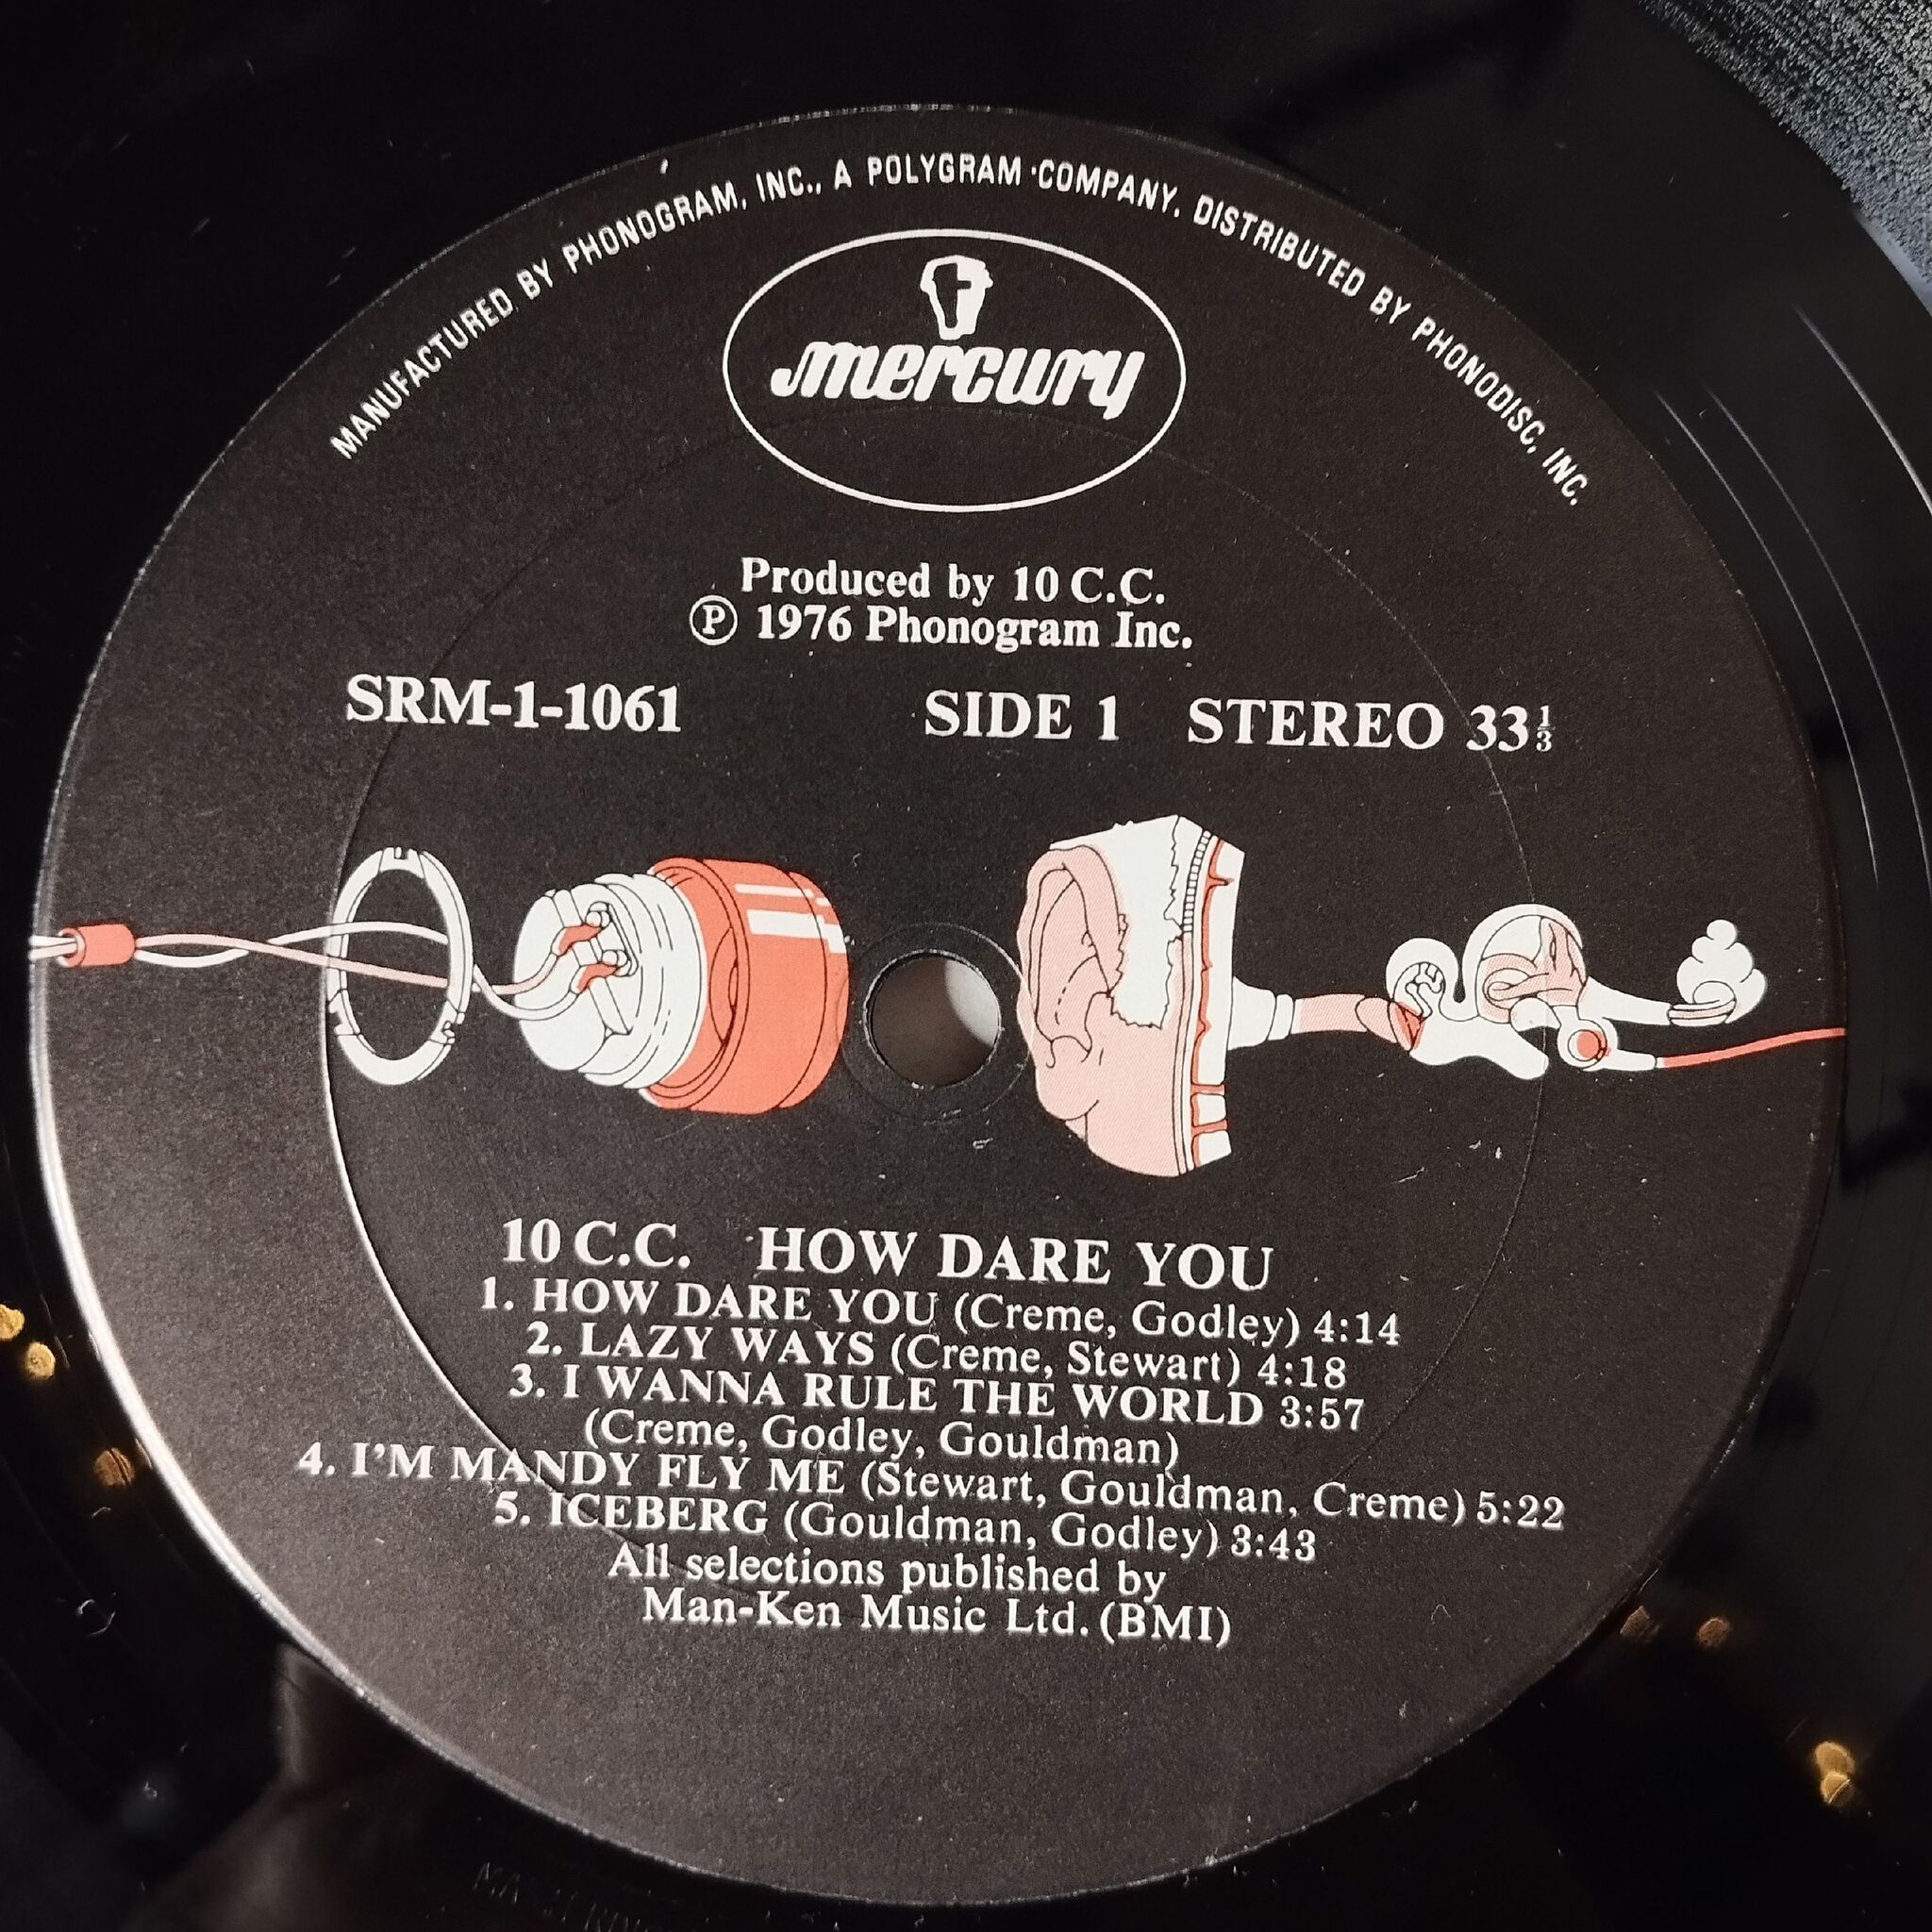 MANUFACTURED BY PHONOGRAM, INC., A POLYGRAM COMPANY, DISTRIBUTED BY PHONODISC, INC.
mercury
Produced by 10 C.C.
Ⓟ 1976 Phonogram Inc.
SRM-1-1061 SIDE 1 STEREO 33⅓
10 C.C. HOW DARE YOU
1. HOW DARE YOU (Creme, Godley) 4:14
2. LAZY WAYS (Creme, Stewart) 4:18
3. I WANNA RULE THE WORLD 3:57
(Creme, Godley, Gouldman)
4. I'M MANDY FLY ME (Stewart, Gouldman, Creme) 5:22
5. ICEBERG (Gouldman, Godley) 3:43
All selections published by
Man-Ken Music Ltd. (BMI)